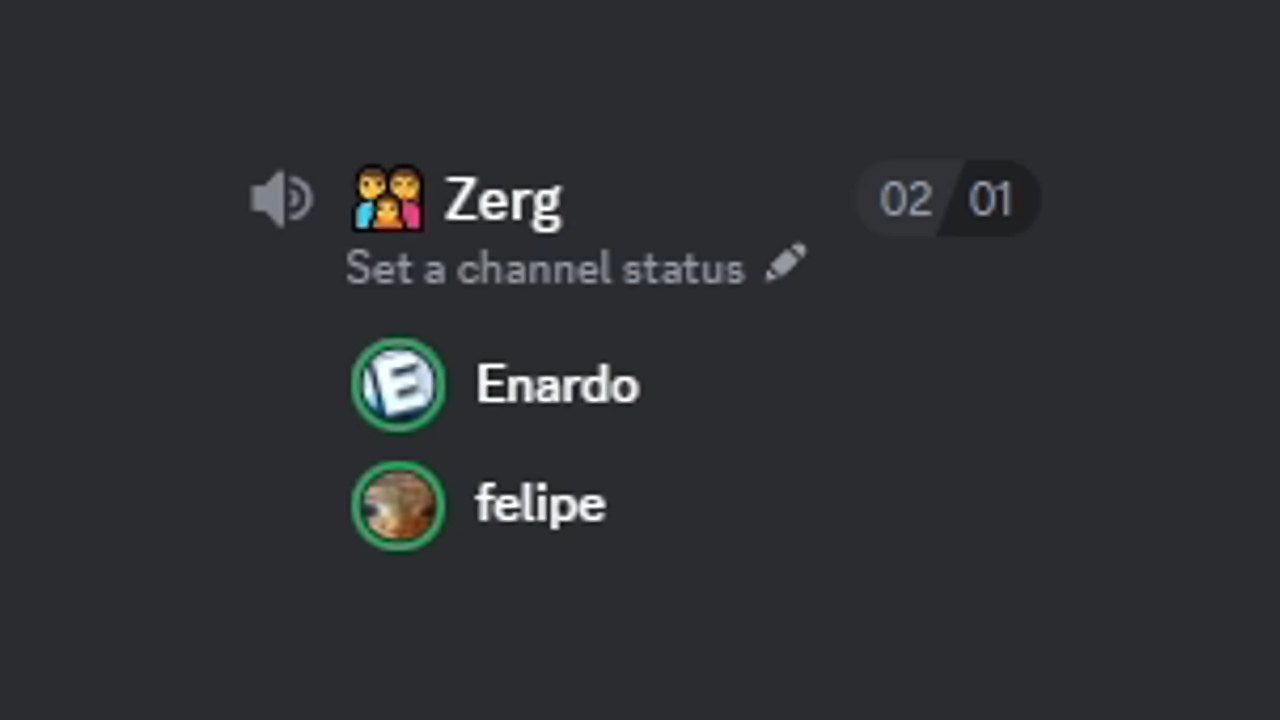 👨‍👩‍👧 Zerg 02 01
Set a channel status
E Enardo
felipe